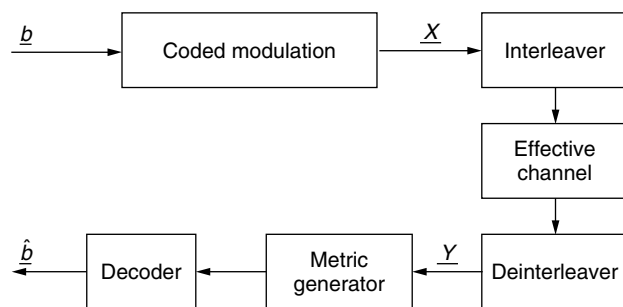 b
Coded modulation
X
Interleaver
Effective
channel
b̂
Decoder
Metric
generator
Y
Deinterleaver